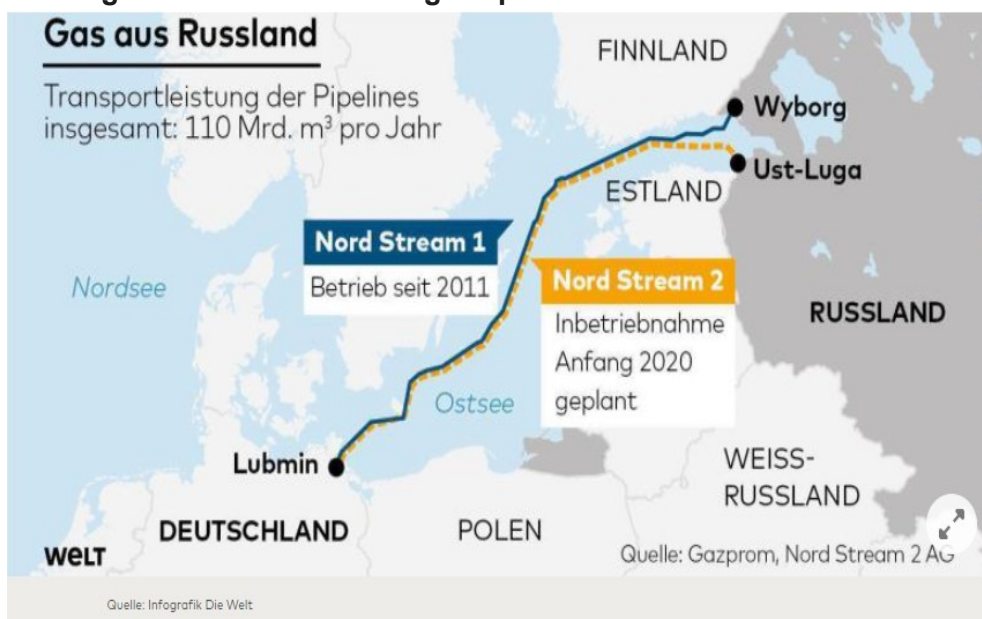 Gas aus Russland
Transportleistung der Pipelines
insgesamt: 110 Mrd. m³ pro Jahr
FINNLAND
Wyborg
Ust-Luga
ESTLAND
Nord Stream 1
Betrieb seit 2011
Nordsee
Nord Stream 2
Inbetriebnahme
Anfang 2020
geplant
RUSSLAND
Ostsee
Lubmin
WEISS-
RUSSLAND
DEUTSCHLAND
POLEN
WELT
Quelle: Gazprom, Nord Stream 2 AG
Quelle: Infografik Die Welt